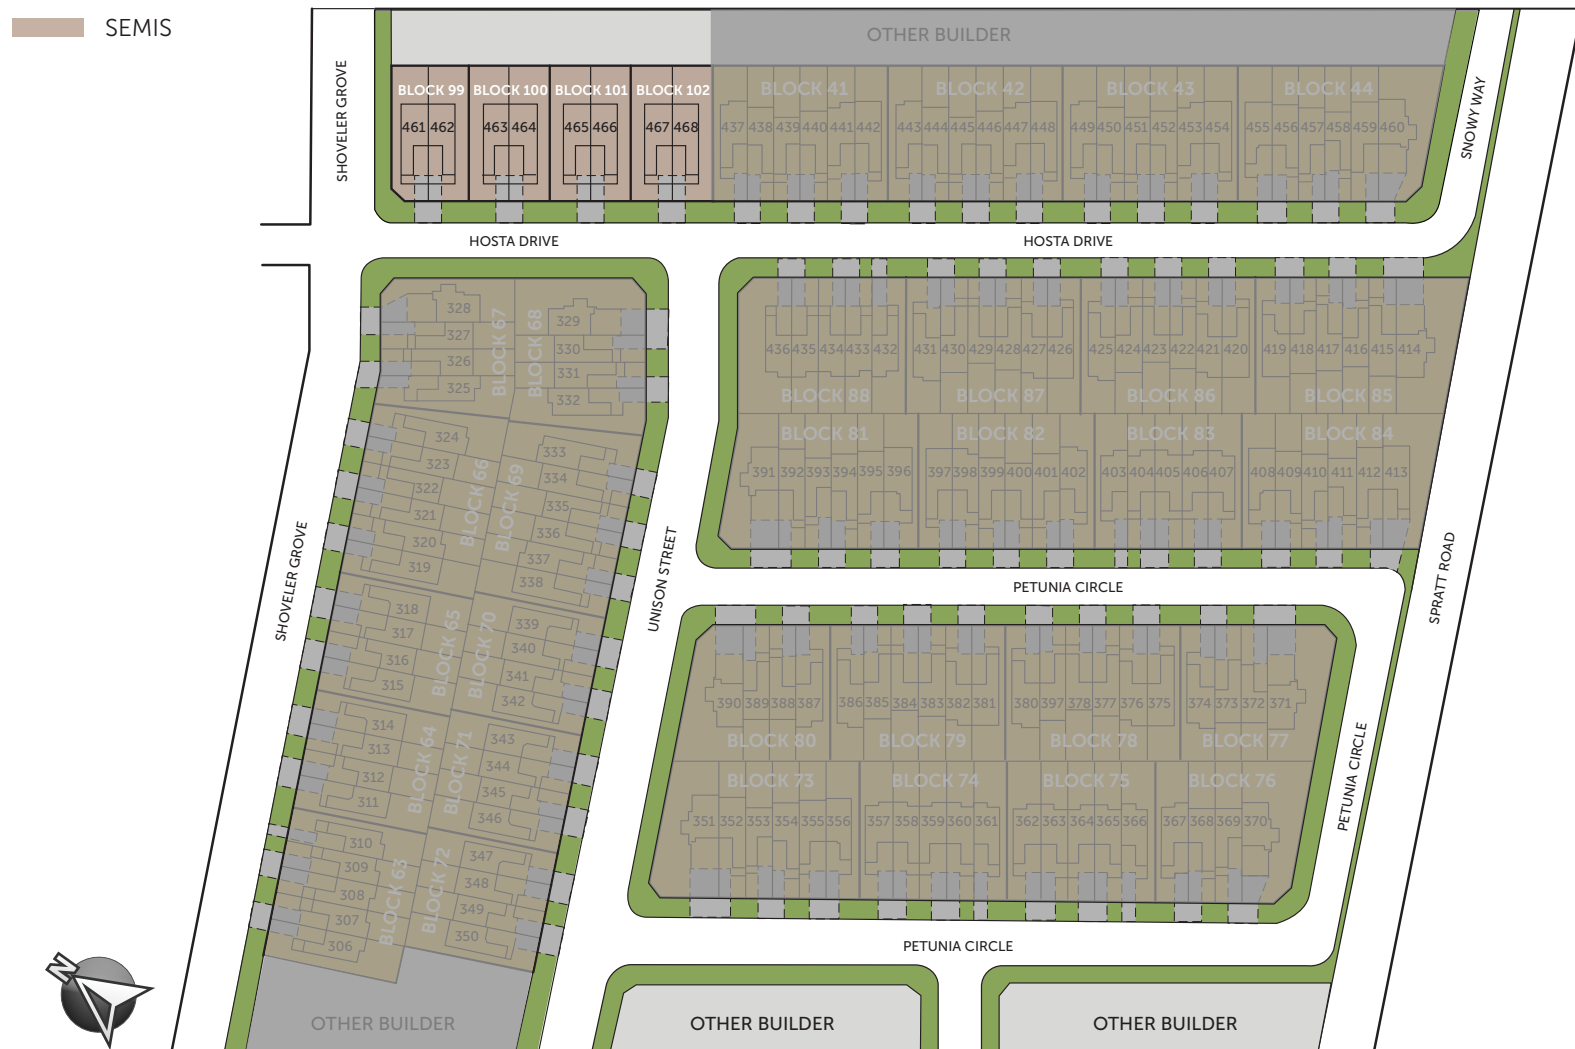 SEMIS
OTHER BUILDER
SHOVELER GROVE
SNOWY WAY
BLOCK 99 BLOCK 100 BLOCK 101 BLOCK 102 BLOCK 41 BLOCK 42 BLOCK 43 BLOCK 44
461 462 463 464 465 466 467 468 437 438 439 440 441 442 443 444 445 446 447 448 449 450 451 452 453 454 455 456 457 458 459 460
HOSTA DRIVE HOSTA DRIVE
328
327
326
325
BLOCK 67
BLOCK 68
329
330
331
332
436 435 434 433 432 431 430 429 428 427 426 425 424 423 422 421 420 419 418 417 416 415 414
BLOCK 88 BLOCK 87 BLOCK 86 BLOCK 85
BLOCK 81 BLOCK 82 BLOCK 83 BLOCK 84
391 392 393 394 395 396 397 398 399 400 401 402 403 404 405 406 407 408 409 410 411 412 413
324
323
322
321
320
319
BLOCK 66
BLOCK 69
333
334
335
336
337
338
SHOVELER GROVE
UNISON STREET
SPRATT ROAD
PETUNIA CIRCLE
318
317
316
315
BLOCK 65
BLOCK 70
339
340
341
342
390 389 388 387 386 385 384 383 382 381 380 397 378 377 376 375 374 373 372 371
BLOCK 80 BLOCK 79 BLOCK 78 BLOCK 77
BLOCK 73 BLOCK 74 BLOCK 75 BLOCK 76
351 352 353 354 355 356 357 358 359 360 361 362 363 364 365 366 367 368 369 370
PETUNIA CIRCLE
314
313
312
311
BLOCK 64
BLOCK 71
343
344
345
346
310
309
308
307
306
BLOCK 63
BLOCK 72
347
348
349
350
PETUNIA CIRCLE
N
OTHER BUILDER OTHER BUILDER OTHER BUILDER